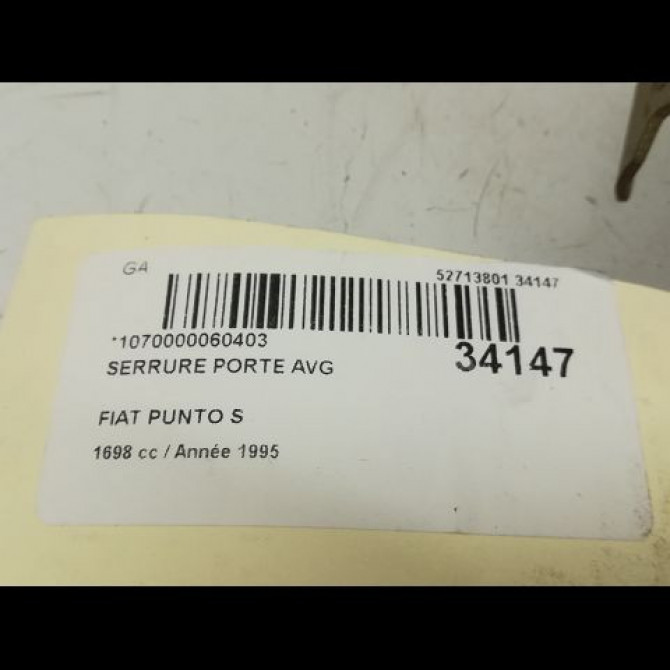 GA
52713801 34147
*1070000060403
34147
SERRURE PORTE AVG
FIAT PUNTO S
1698 cc / Année 1995